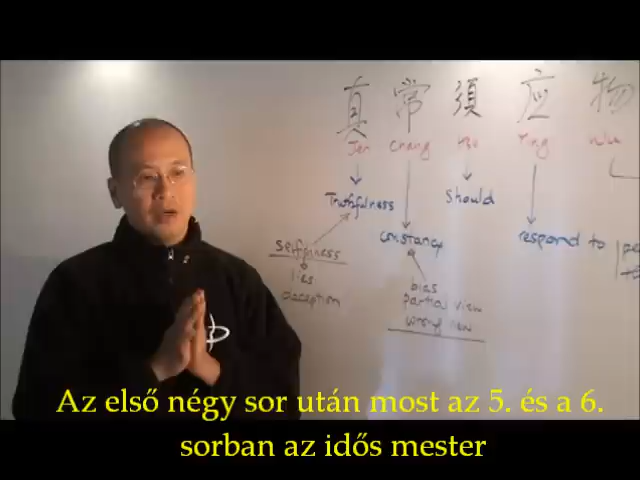 真 常 須 应 物
Jen Chang Hsu Ying Wu
Truthfulness
should
constancy
respond to
selfishness
lies
deception
bias
partial view
wrong view
Az első négy sor után most az 5. és a 6.
sorban az idős mester